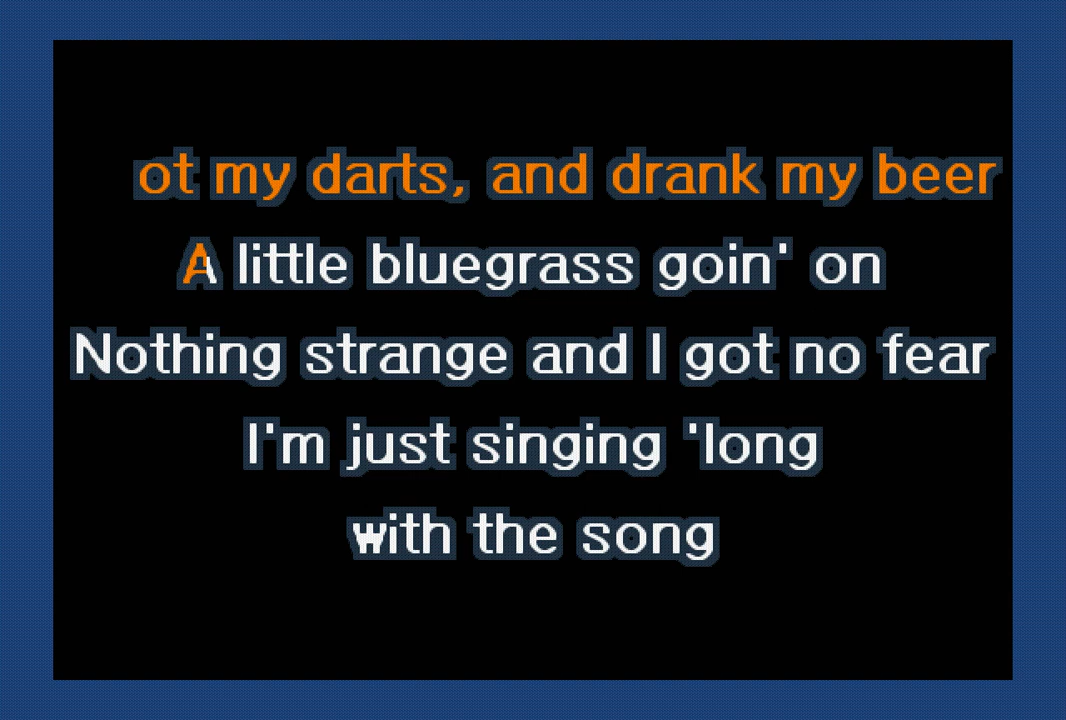 ot my darts, and drank my beer
A little bluegrass goin' on
Nothing strange and I got no fear
I'm just singing 'long
with the song